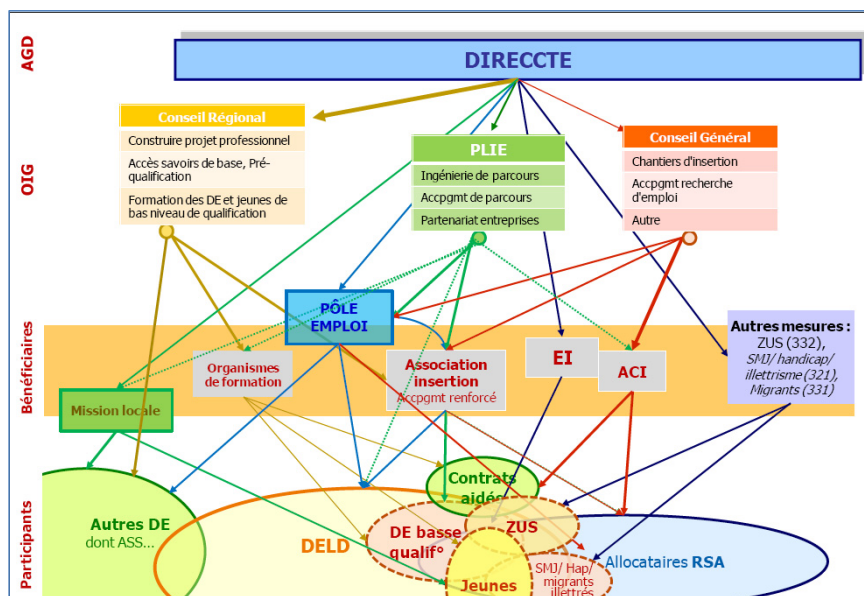 AGD
DIRECCTE
OIG
Conseil Régional
Construire projet professionnel
Accès savoirs de base, Pré-
qualification
Formation des DE et jeunes de
bas niveau de qualification
PLIE
Ingénierie de parcours
Accpgmt de parcours
Partenariat entreprises
Conseil Général
Chantiers d'insertion
Accpgmt recherche
d'emploi
Autre
Bénéficiaires
PÔLE
EMPLOI
Organismes
de formation
Mission locale
Association
insertion
Accpgmt renforcé
EI
ACI
Autres mesures :
ZUS (332),
SMJ/ handicap/
illettrisme (321),
Migrants (331)
Participants
Autres DE
dont ASS...
DELD
Contrats
aidés
DE basse
qualif°
ZUS
Jeunes
SMJ/ Hap/
migrants
illettrés
Allocataires RSA